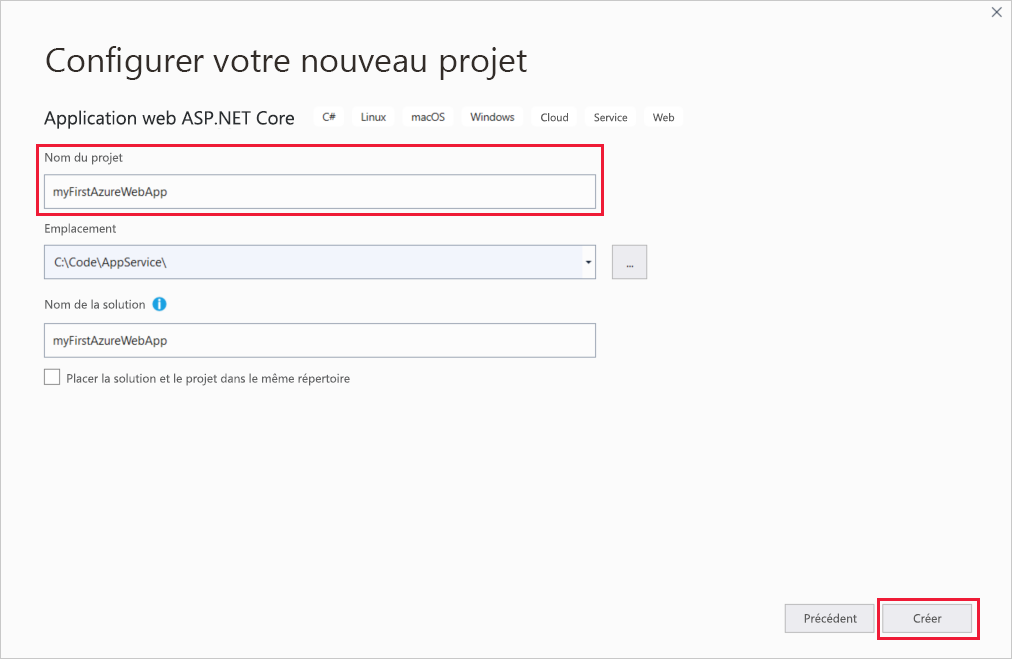 Configurer votre nouveau projet
Application web ASP.NET Core C# Linux macOS Windows Cloud Service Web
Nom du projet
myFirstAzureWebApp
Emplacement
C:\Code\AppService\
...
Nom de la solution
myFirstAzureWebApp
Placer la solution et le projet dans le même répertoire
Précédent Créer